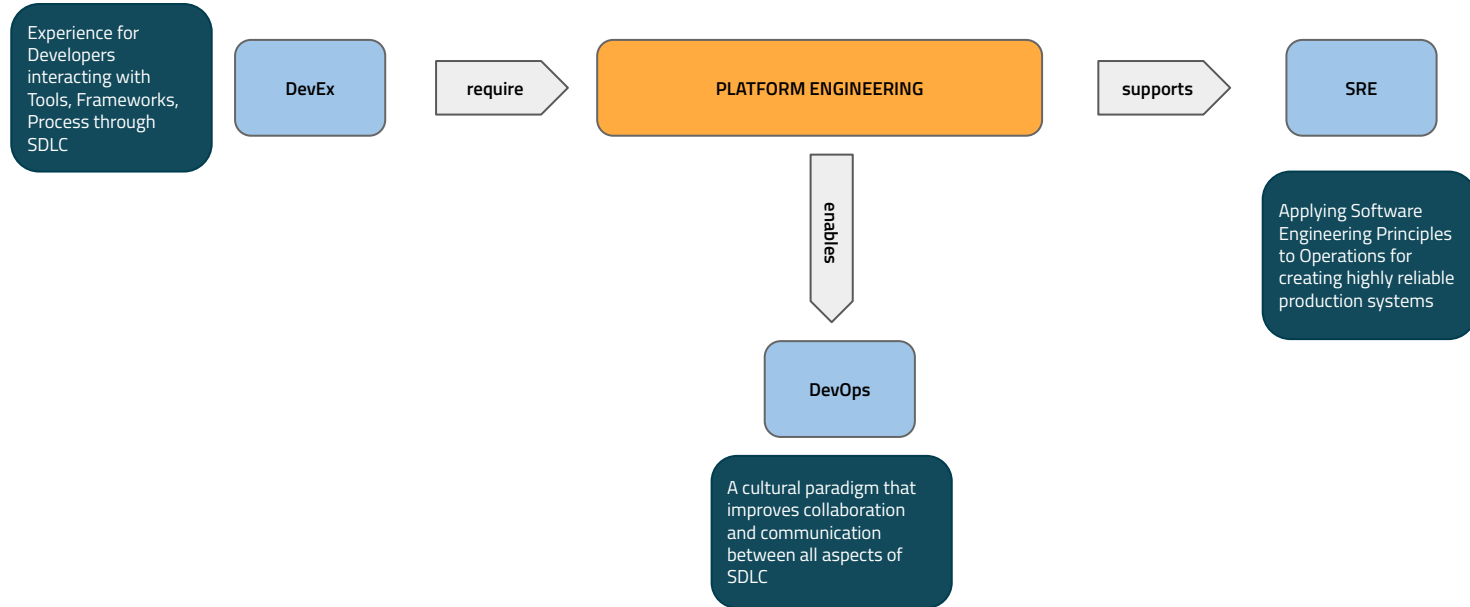 Experience for
Developers
interacting with
Tools, Frameworks,
Process through
SDLC
DevEx
require
PLATFORM ENGINEERING
supports
SRE
enables
Applying Software
Engineering Principles
to Operations for
creating highly reliable
production systems
DevOps
A cultural paradigm that
improves collaboration
and communication
between all aspects of
SDLC